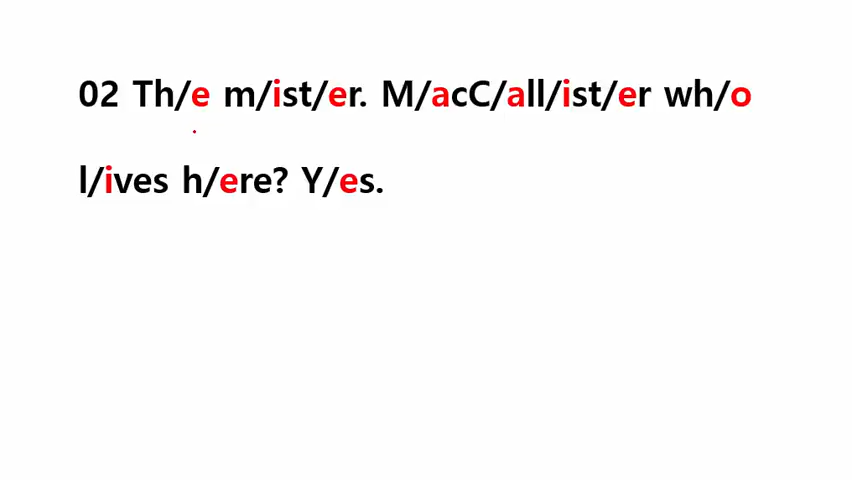 02 Th/e m/ist/er. M/acC/all/ist/er wh/o
l/ives h/ere? Y/es.